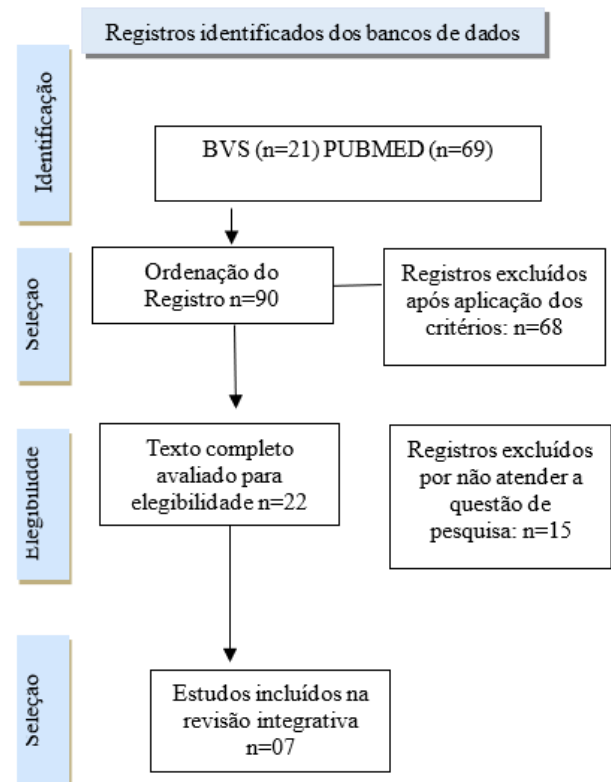 Registros identificados dos bancos de dados
Identificação
BVS (n=21) PUBMED (n=69)
Seleção
Ordenação do
Registro n=90
Registros excluídos
após aplicação dos
critérios: n=68
Elegibilidde
Texto completo
avaliado para
elegibilidade n=22
Registros excluídos
por não atender a
questão de
pesquisa: n=15
Seleção
Estudos incluídos na
revisão integrativa
n=07